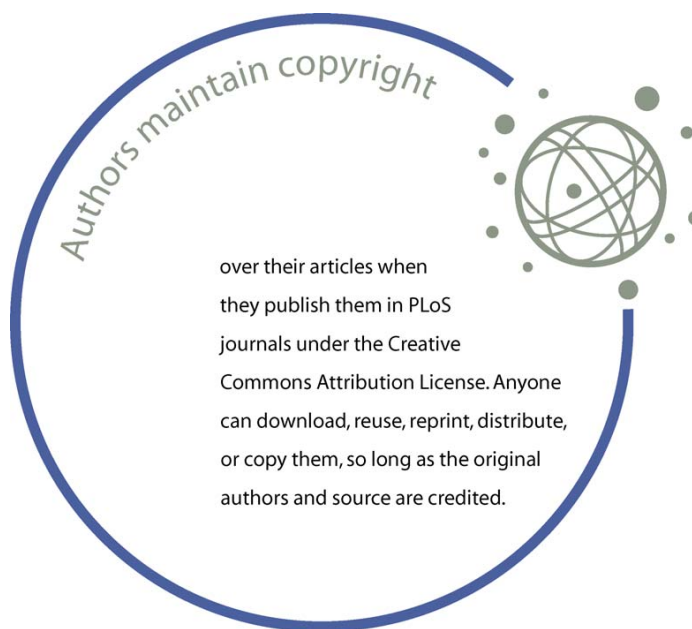 Authors maintain copyright
over their articles when
they publish them in PLoS
journals under the Creative
Commons Attribution License. Anyone
can download, reuse, reprint, distribute,
or copy them, so long as the original
authors and source are credited.